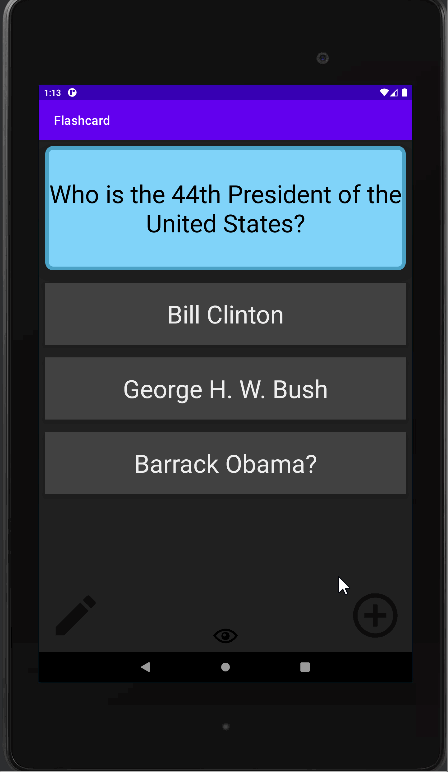 1:13
Flashcard
Who is the 44th President of the
United States?
Bill Clinton
George H. W. Bush
Barrack Obama?